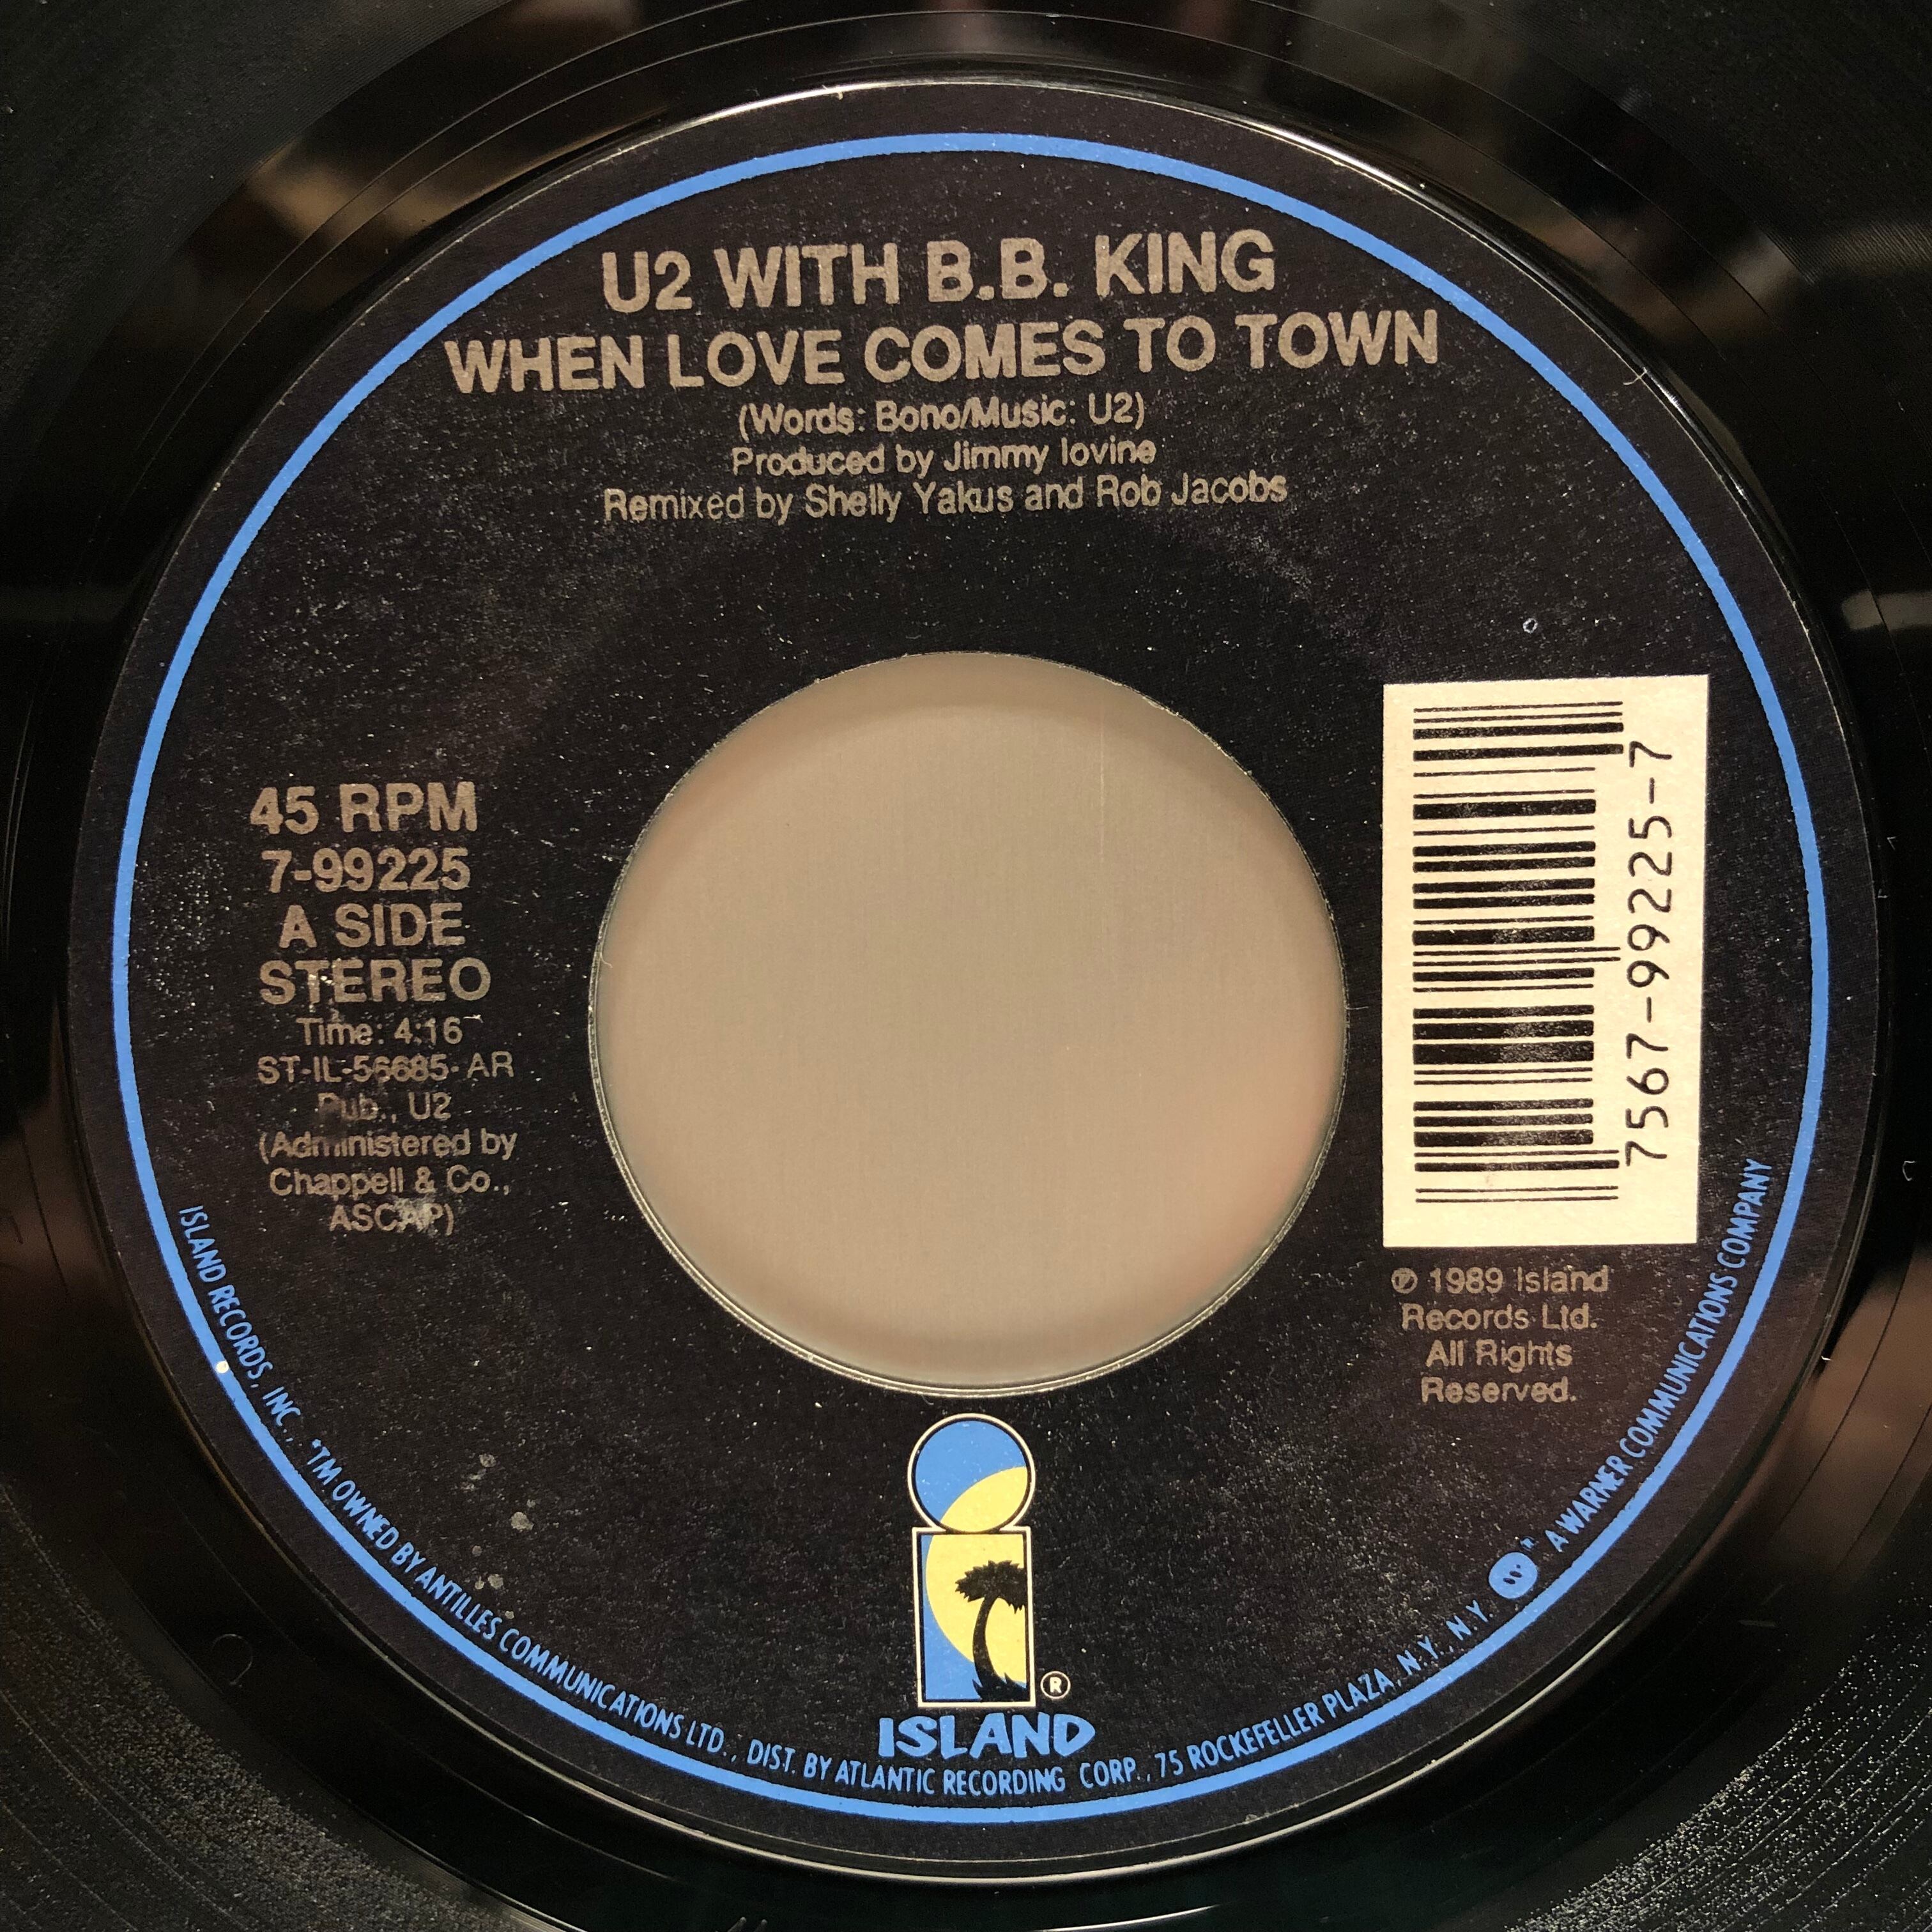 U2 WITH B.B. KING
WHEN LOVE COMES TO TOWN
(Words: Bono/Music: U2)
Produced by Jimmy Iovine
Remixed by Shelly Yakus and Rob Jacobs
45 RPM
7-99225
A SIDE
STEREO
Time: 4:16
ST-IL-56685-AR
Pub., U2
(Administered by
Chappell & Co.,
ASCAP)
7567-99225-7
℗ 1989 Island
Records Ltd.
All Rights
Reserved.
®
ISLAND
ISLAND RECORDS, INC., *TM OWNED BY ANTILLES COMMUNICATIONS LTD., DIST. BY ATLANTIC RECORDING CORP., 75 ROCKEFELLER PLAZA, N.Y., N.Y. " A WARNER COMMUNICATIONS COMPANY